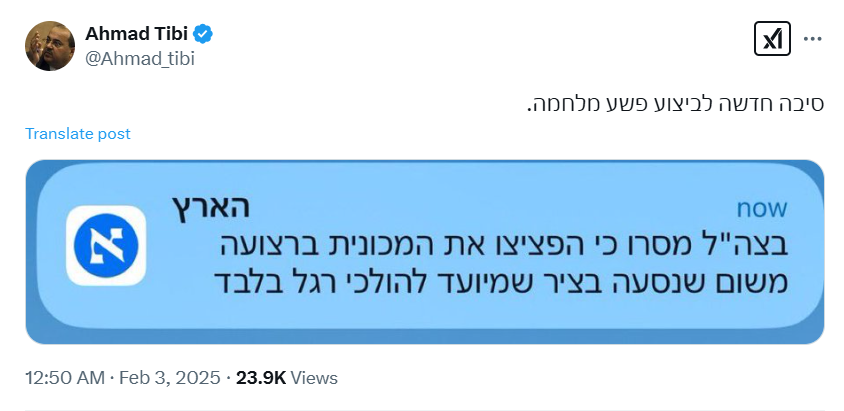 Ahmad Tibi
@Ahmad_tibi
סיבה חדשה לביצוע פשע מלחמה.
Translate post
הארץ
now
בצה"ל מסרו כי הפציצו את המכונית ברצועה
משום שנסעה בציר שמיועד להולכי רגל בלבד
12:50 AM · Feb 3, 2025 · 23.9K Views